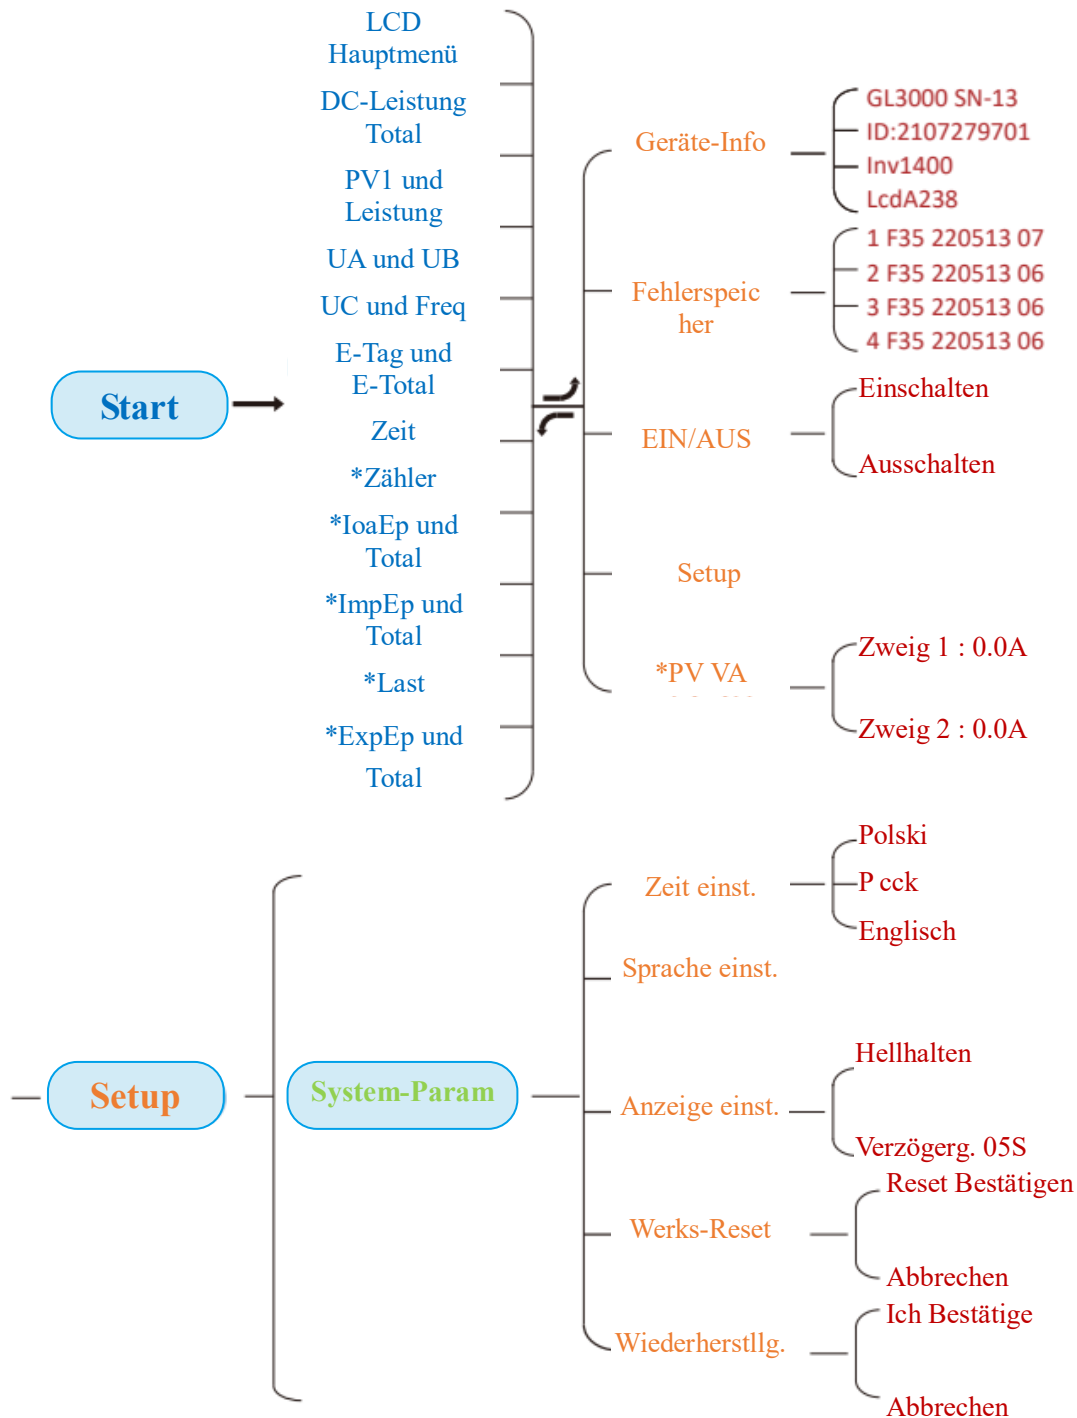 LCD
Hauptmenü
DC-Leistung
Total
PV1 und
Leistung
UA und UB
UC und Freq
E-Tag und
E-Total
Zeit
*Zähler
*IoaEp und
Total
*ImpEp und
Total
*Last
*ExpEp und
Total
Start
Geräte-Info
GL3000 SN-13
ID:2107279701
Inv1400
LcdA238
Fehlerspeic
her
1 F35 220513 07
2 F35 220513 06
3 F35 220513 06
4 F35 220513 06
EIN/AUS
Einschalten
Ausschalten
Setup
*PV VA
Zweig 1 : 0.0A
Zweig 2 : 0.0A
Setup
System-Param
Zeit einst.
Polski
P cck
Englisch
Sprache einst.
Anzeige einst.
Hellhalten
Verzögerg. 05S
Werks-Reset
Reset Bestätigen
Abbrechen
Wiederherstllg.
Ich Bestätige
Abbrechen